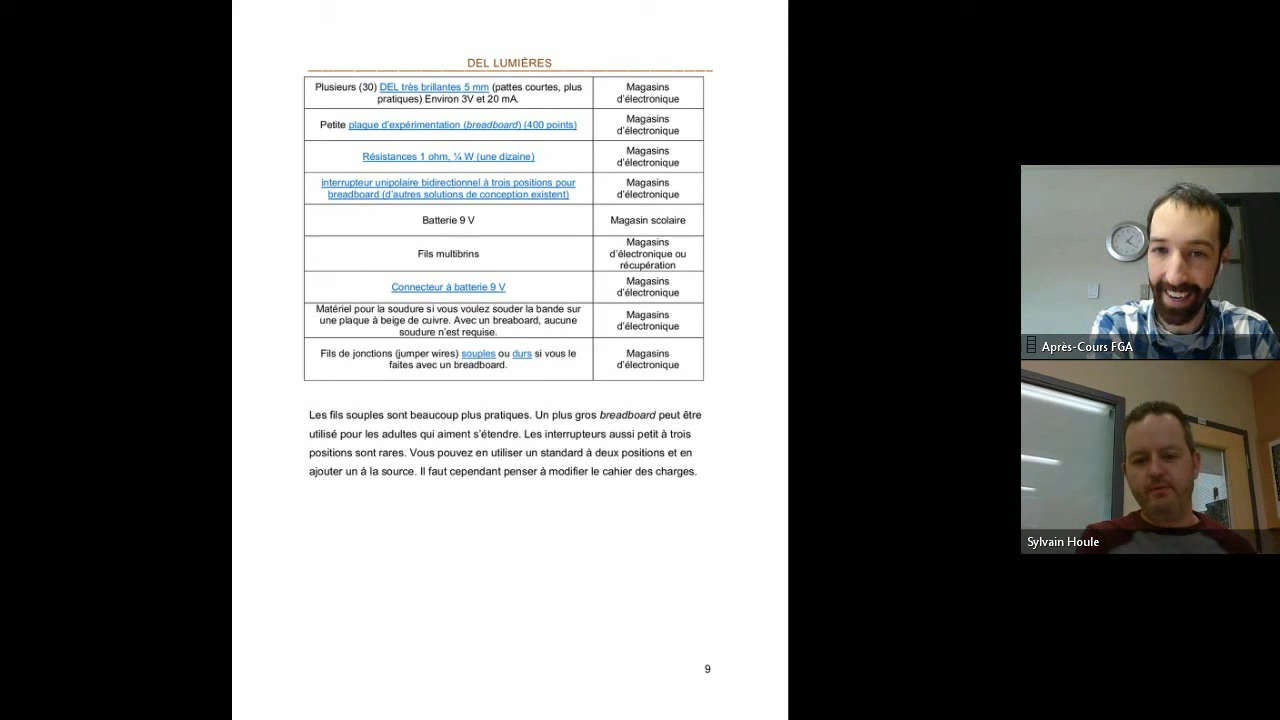 DEL LUMIÈRES
Plusieurs (30) DEL très brillantes 5 mm (pattes courtes, plus
pratiques) Environ 3V et 20 mA.
Magasins
d'électronique
Petite plaque d'expérimentation (breadboard) (400 points)
Magasins
d'électronique
Résistances 1 ohm, ¼ W (une dizaine)
Magasins
d'électronique
interrupteur unipolaire bidirectionnel à trois positions pour
breadboard (d'autres solutions de conception existent)
Magasins
d'électronique
Batterie 9 V
Magasin scolaire
Fils multibrins
Magasins
d'électronique ou
récupération
Connecteur à batterie 9 V
Magasins
d'électronique
Matériel pour la soudure si vous voulez souder la bande sur
une plaque à beige de cuivre. Avec un breaboard, aucune
soudure n'est requise.
Magasins
d'électronique
Fils de jonctions (jumper wires) souples ou durs si vous le
faites avec un breadboard.
Magasins
d'électronique
Les fils souples sont beaucoup plus pratiques. Un plus gros breadboard peut être
utilisé pour les adultes qui aiment s'étendre. Les interrupteurs aussi petit à trois
positions sont rares. Vous pouvez en utiliser un standard à deux positions et en
ajouter un à la source. Il faut cependant penser à modifier le cahier des charges.
9
Après-Cours FGA
Sylvain Houle